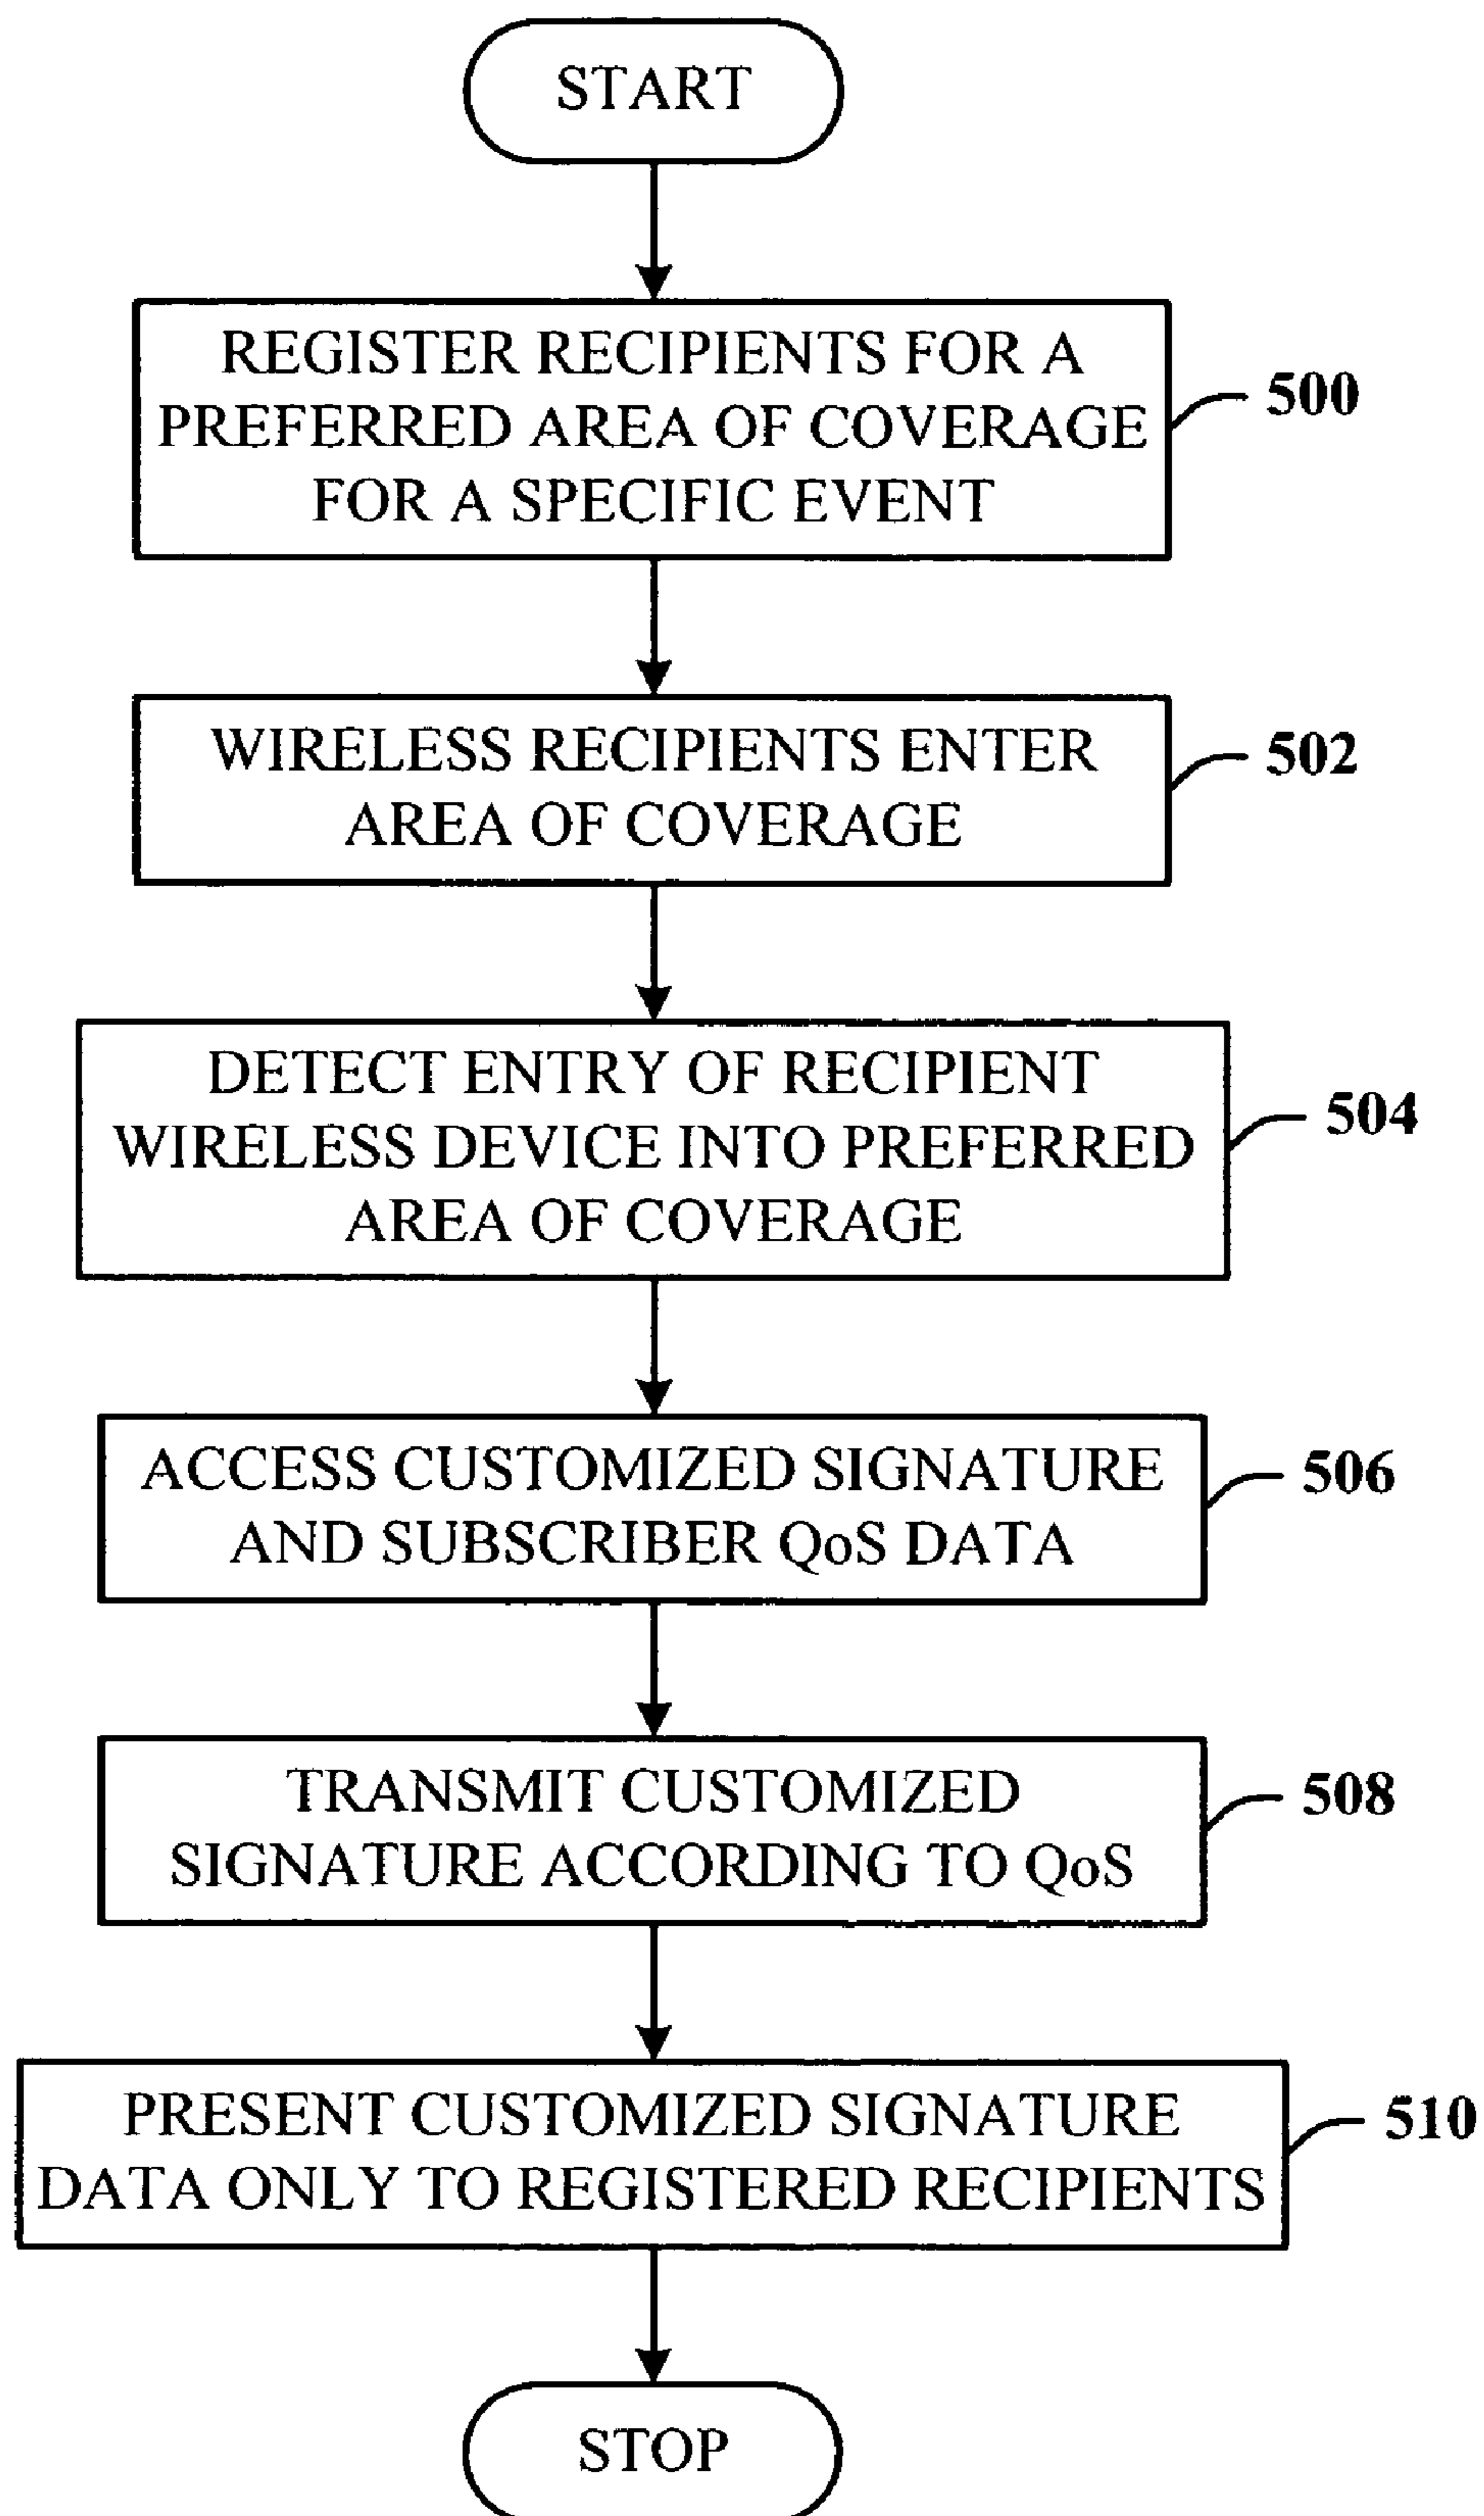 START
REGISTER RECIPIENTS FOR A
PREFERRED AREA OF COVERAGE
FOR A SPECIFIC EVENT
500
WIRELESS RECIPIENTS ENTER
AREA OF COVERAGE
502
DETECT ENTRY OF RECIPIENT
WIRELESS DEVICE INTO PREFERRED
AREA OF COVERAGE
504
ACCESS CUSTOMIZED SIGNATURE
AND SUBSCRIBER QoS DATA
506
TRANSMIT CUSTOMIZED
SIGNATURE ACCORDING TO QoS
508
PRESENT CUSTOMIZED SIGNATURE
DATA ONLY TO REGISTERED RECIPIENTS
510
STOP